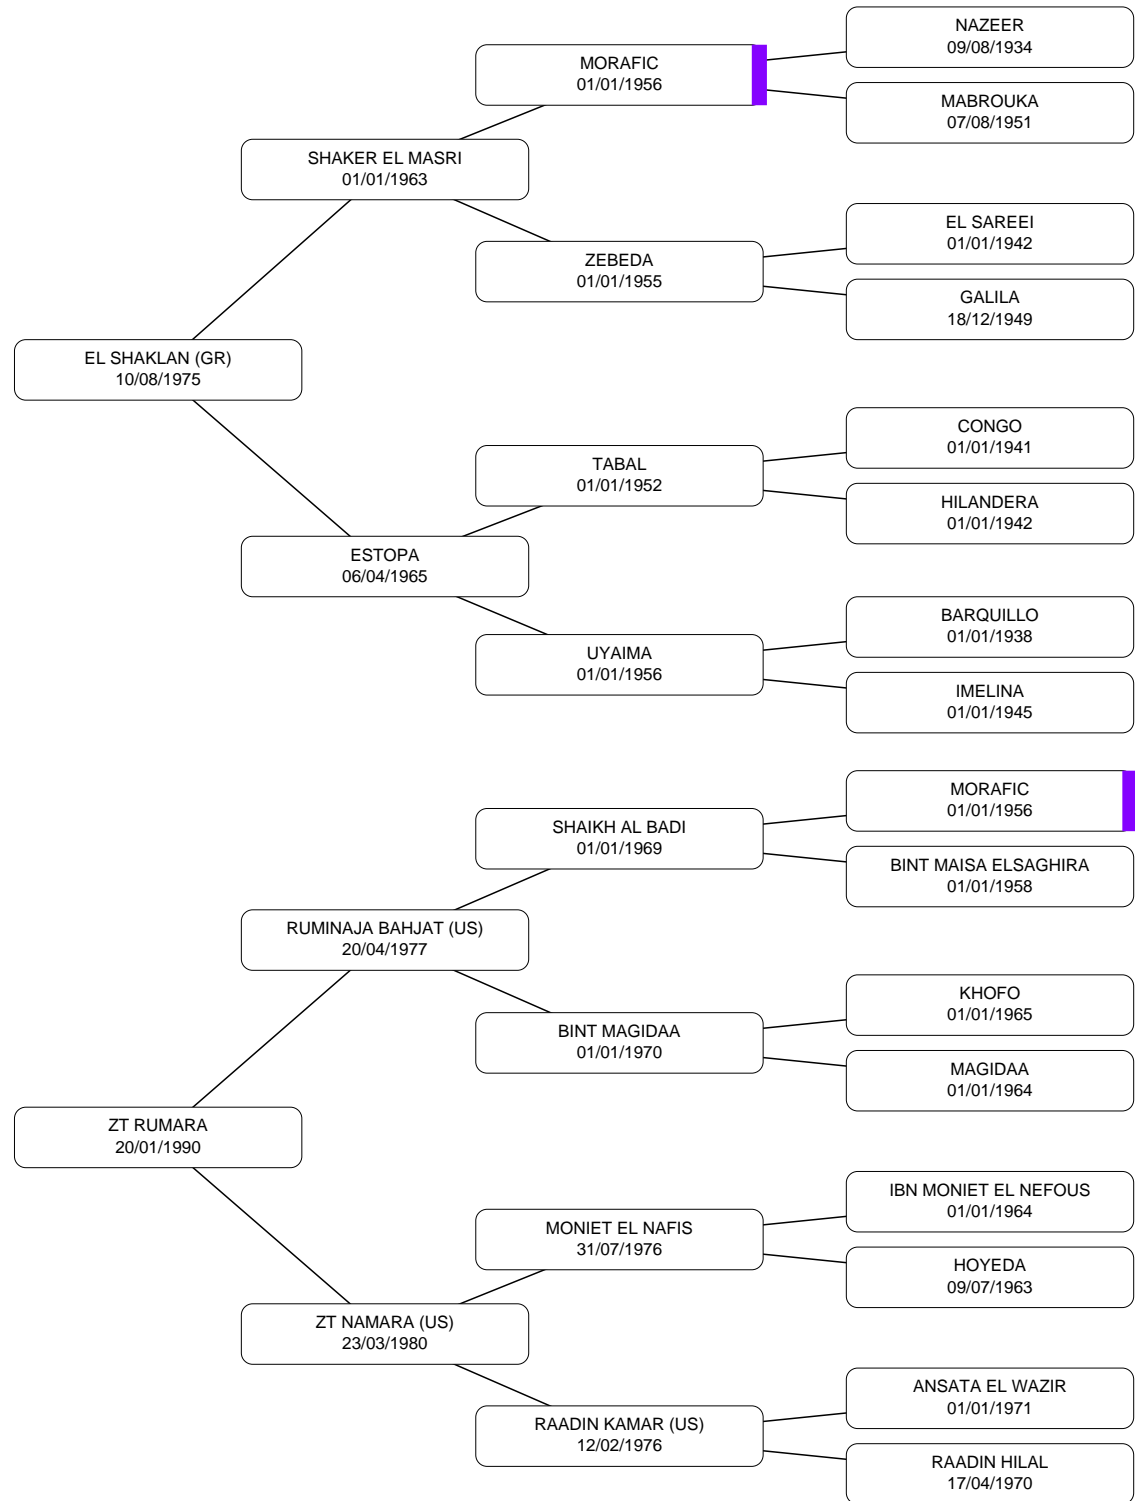 NAZEER
09/08/1934
MORAFIC
01/01/1956
MABROUKA
07/08/1951
SHAKER EL MASRI
01/01/1963
EL SAREEI
01/01/1942
ZEBEDA
01/01/1955
GALILA
18/12/1949
EL SHAKLAN (GR)
10/08/1975
CONGO
01/01/1941
TABAL
01/01/1952
HILANDERA
01/01/1942
ESTOPA
06/04/1965
BARQUILLO
01/01/1938
UYAIMA
01/01/1956
IMELINA
01/01/1945
MORAFIC
01/01/1956
SHAIKH AL BADI
01/01/1969
BINT MAISA ELSAGHIRA
01/01/1958
RUMINAJA BAHJAT (US)
20/04/1977
KHOFO
01/01/1965
BINT MAGIDAA
01/01/1970
MAGIDAA
01/01/1964
ZT RUMARA
20/01/1990
IBN MONIET EL NEFOUS
01/01/1964
MONIET EL NAFIS
31/07/1976
HOYEDA
09/07/1963
ZT NAMARA (US)
23/03/1980
ANSATA EL WAZIR
01/01/1971
RAADIN KAMAR (US)
12/02/1976
RAADIN HILAL
17/04/1970